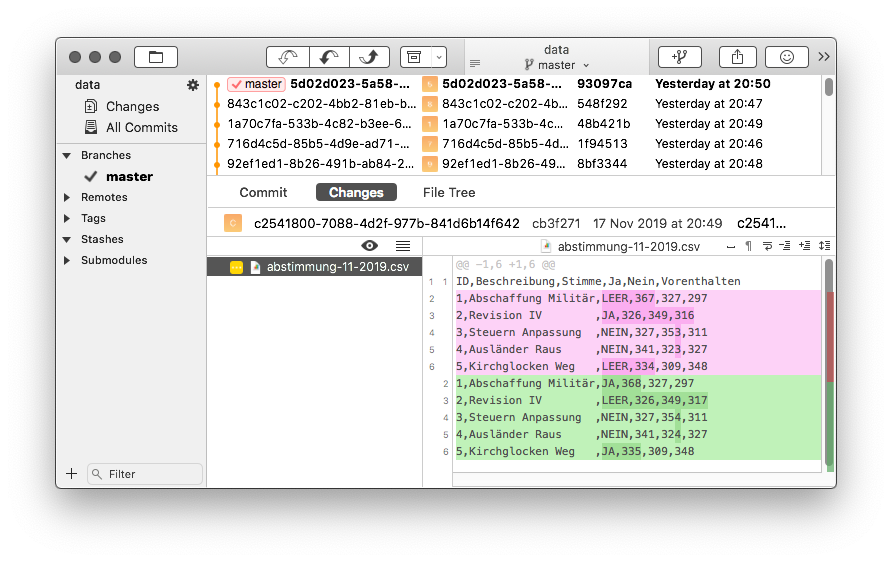 data
master
data
Changes
All Commits
Branches
master
Remotes
Tags
Stashes
Submodules
Filter
master 5d02d023-5a58-... 5d02d023-5a58-... 93097ca Yesterday at 20:50
843c1c02-c202-4bb2-81eb-b... 843c1c02-c202-4b... 548f292 Yesterday at 20:47
1a70c7fa-533b-4c82-b3ee-6... 1a70c7fa-533b-4c... 48b421b Yesterday at 20:49
716d4c5d-85b5-4d9e-ad71-... 716d4c5d-85b5-4d... 1f94513 Yesterday at 20:46
92ef1ed1-8b26-491b-ab84-2... 92ef1ed1-8b26-49... 8bf3344 Yesterday at 20:48
Commit Changes File Tree
C c2541800-7088-4d2f-977b-841d6b14f642 cb3f271 17 Nov 2019 at 20:49 c2541...
abstimmung-11-2019.csv
abstimmung-11-2019.csv
@@ -1,6 +1,6 @@
1 1 ID,Beschreibung,Stimme,Ja,Nein,Vorenthalten
2 1,Abschaffung Militär,LEER,367,327,297
3 2,Revision IV ,JA,326,349,316
4 3,Steuern Anpassung ,NEIN,327,353,311
5 4,Ausländer Raus ,NEIN,341,323,327
6 5,Kirchglocken Weg ,LEER,334,309,348
2 1,Abschaffung Militär,JA,368,327,297
3 2,Revision IV ,LEER,326,349,317
4 3,Steuern Anpassung ,NEIN,327,354,311
5 4,Ausländer Raus ,NEIN,341,324,327
6 5,Kirchglocken Weg ,JA,335,309,348